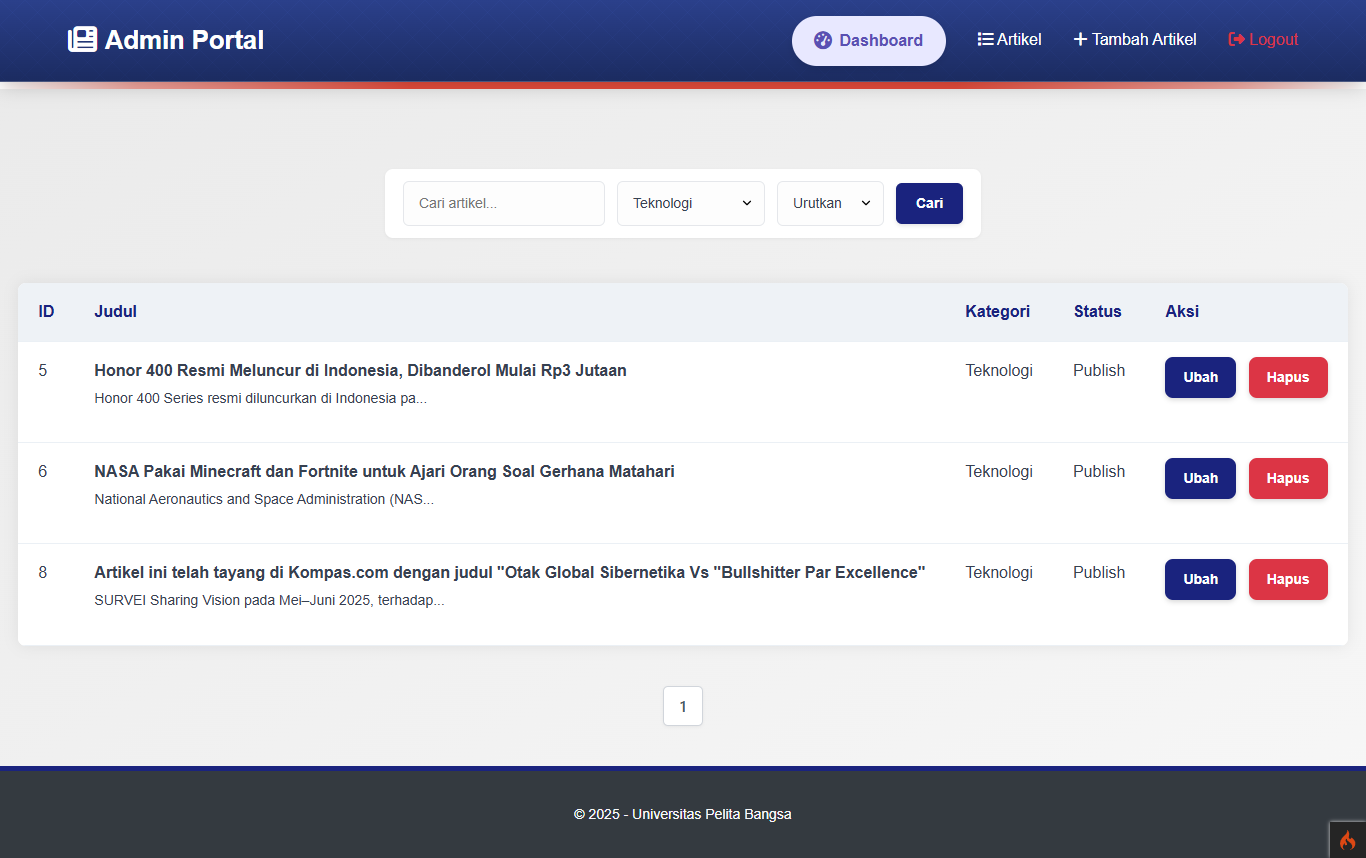 Admin Portal
Dashboard
Artikel
Tambah Artikel
Logout
Cari artikel...
Teknologi
Urutkan
Cari
ID Judul Kategori Status Aksi
5 Honor 400 Resmi Meluncur di Indonesia, Dibanderol Mulai Rp3 Jutaan Teknologi Publish Ubah Hapus
Honor 400 Series resmi diluncurkan di Indonesia pa...
6 NASA Pakai Minecraft dan Fortnite untuk Ajari Orang Soal Gerhana Matahari Teknologi Publish Ubah Hapus
National Aeronautics and Space Administration (NAS...
8 Artikel ini telah tayang di Kompas.com dengan judul "Otak Global Sibernetika Vs "Bullshitter Par Excellence" Teknologi Publish Ubah Hapus
SURVEI Sharing Vision pada Mei–Juni 2025, terhadap...
1
© 2025 - Universitas Pelita Bangsa